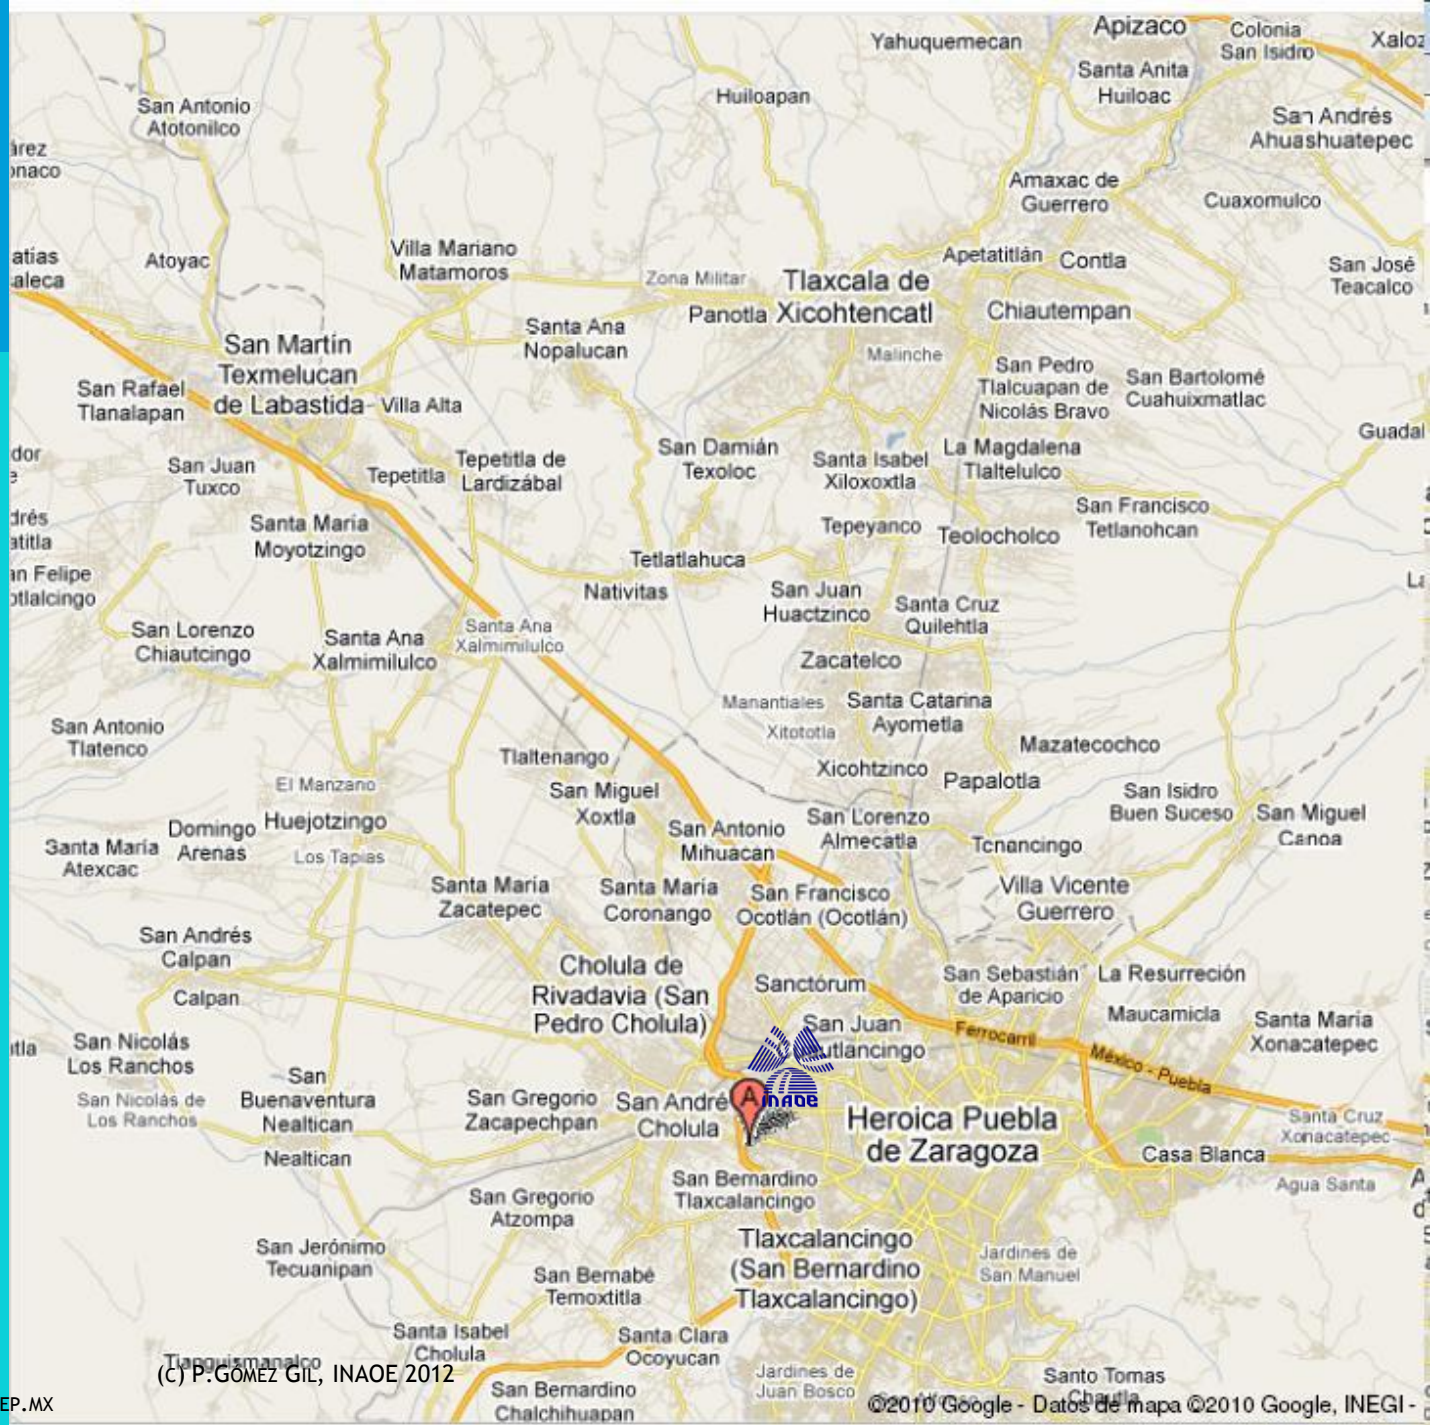 Apizaco
Colonia
San Isidro
Yahuquemecan
Santa Anita
Huiloac
Huiloapan
San Antonio
Atotonilco
San Andrés
Ahuashuatepec
Amaxac de
Guerrero
Cuaxomulco
Villa Mariano
Matamoros
Atoyac
Apetatitlán
Contla
San José
Teacalco
Zona Militar
Tlaxcala de
Xicohtencatl
Panotla
Chiautempan
Santa Ana
Nopalucan
San Martín
Texmelucan
de Labastida
Malinche
San Pedro
Tlalcuapan de
Nicolás Bravo
San Bartolomé
Cuahuixmatlac
San Rafael
Tlanalapan
Villa Alta
San Damián
Texoloc
Santa Isabel
Xiloxoxtla
La Magdalena
Tlaltelulco
San Juan
Tuxco
Tepetitla
Tepetitla de
Lardizábal
San Francisco
Tetlanohcan
Santa María
Moyotzingo
Tepeyanco
Teolocholco
Tetlatlahuca
Nativitas
San Juan
Huactzinco
Santa Cruz
Quilehtla
San Lorenzo
Chiautcingo
Santa Ana
Xalmimilulco
Santa Ana
Xalmimilulco
Zacatelco
Manantiales
Santa Catarina
Ayometla
Xitototla
San Antonio
Tlatenco
Tlaltenango
Mazatecochco
Xicohtzinco
Papalotla
El Manzano
San Miguel
Xoxtla
San Isidro
Buen Suceso
San Miguel
Canoa
Huejotzingo
Domingo
Arenas
Santa María
Atexcac
Los Tapias
San Antonio
Mihuacan
San Lorenzo
Almecatla
Tenancingo
Santa María
Zacatepec
Santa María
Coronango
San Francisco
Ocotlán (Ocotlán)
Villa Vicente
Guerrero
San Andrés
Calpan
Calpan
Cholula de
Rivadavia (San
Pedro Cholula)
Sanctórum
San Sebastián
de Aparicio
La Resurreción
Maucamicla
San Juan
Ferrocarril
México - Puebla
Santa María
Xonacatepec
San Nicolás
Los Ranchos
San Nicolás de
Los Ranchos
San
Buenaventura
Nealtican
Nealtican
San Gregorio
Zacapechpan
San André
Cholula
A
INAOE
Heroica Puebla
de Zaragoza
Santa Cruz
Xonacatepec
Casa Blanca
Agua Santa
San Bernardino
Tlaxcalancingo
San Gregorio
Atzompa
Tlaxcalancingo
(San Bernardino
Tlaxcalancingo)
Jardines de
San Manuel
San Jerónimo
Tecuanipan
San Bernabé
Temoxtitla
Santa Isabel
Cholula
Santa Clara
Ocoyucan
Tianguismanalco
(C) P.GÓMEZ GIL, INAOE 2012
San Bernardino
Chalchihuapan
Jardines de
Juan Bosco
Santo Tomas
Chautla
EP.MX
©2010 Google - Datos de mapa ©2010 Google, INEGI -